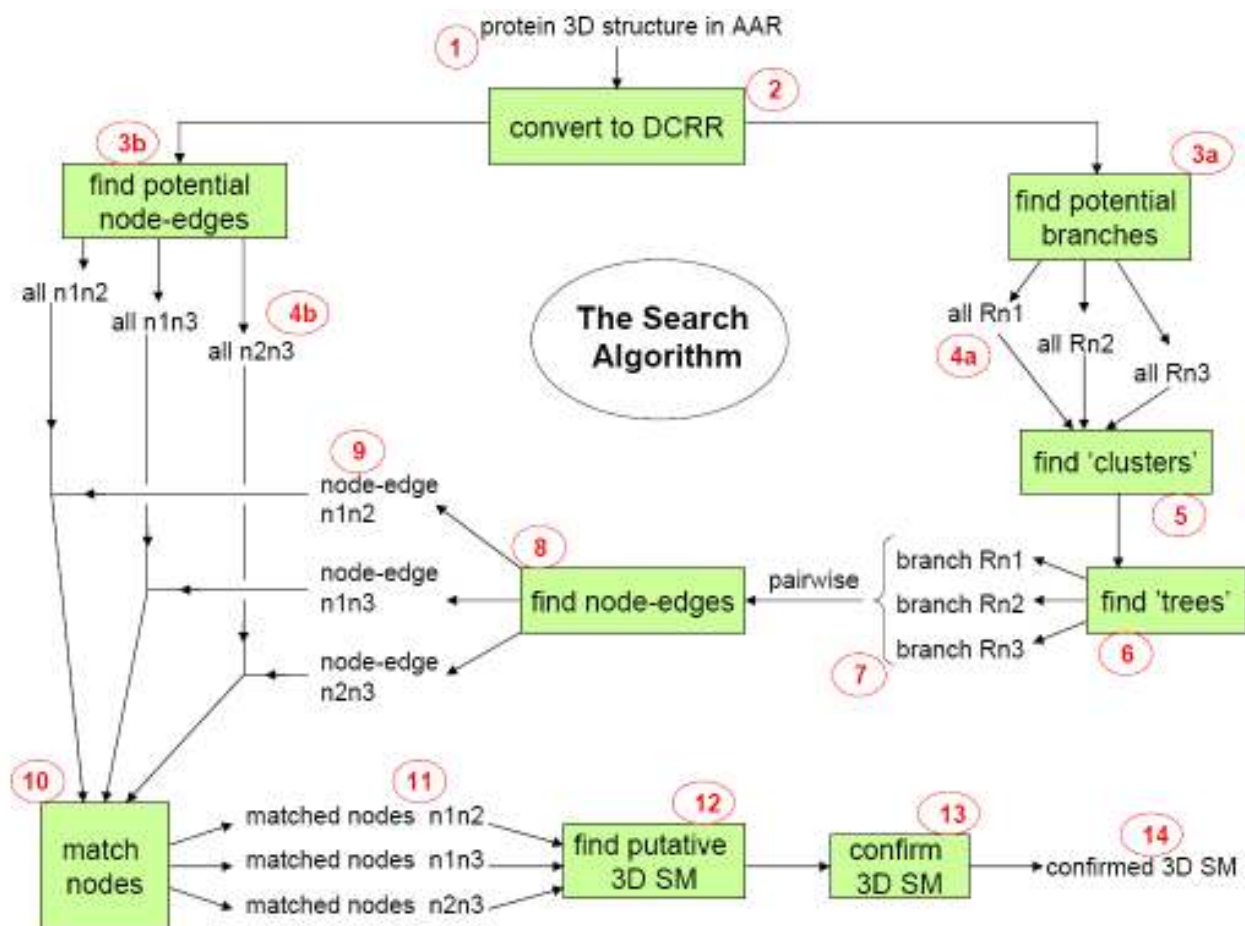 protein 3D structure in AAR
1
2
convert to DCRR
3b
find potential
node-edges
3a
find potential
branches
all n1n2
all n1n3
4b
all n2n3
The Search
Algorithm
all Rn1
4a
all Rn2
all Rn3
find 'clusters'
5
9
node-edge
n1n2
8
node-edge
n1n3
find node-edges
pairwise
branch Rn1
branch Rn2
branch Rn3
7
find 'trees'
6
node-edge
n2n3
10
match
nodes
11
matched nodes n1n2
matched nodes n1n3
matched nodes n2n3
12
find putative
3D SM
13
confirm
3D SM
14
confirmed 3D SM